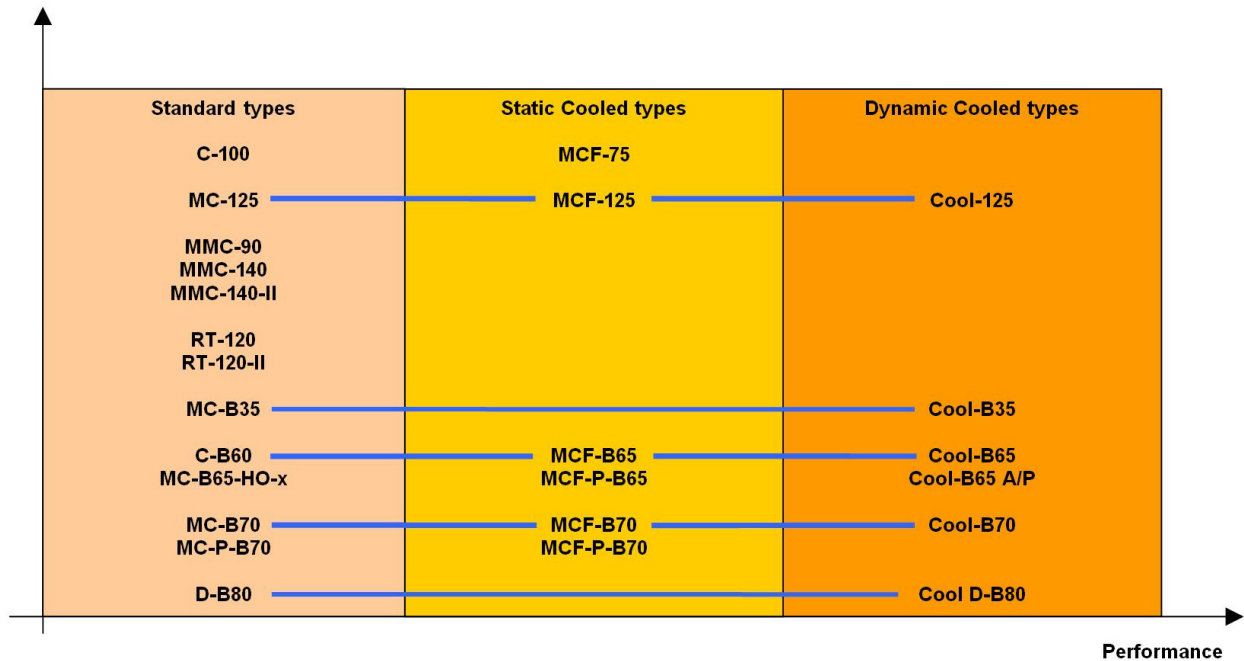 Standard types Static Cooled types Dynamic Cooled types
C-100 MCF-75
MC-125 MCF-125 Cool-125
MMC-90
MMC-140
MMC-140-II
RT-120
RT-120-II
MC-B35 Cool-B35
C-B60 MCF-B65 Cool-B65
MC-B65-HO-x MCF-P-B65 Cool-B65 A/P
MC-B70 MCF-B70 Cool-B70
MC-P-B70 MCF-P-B70
D-B80 Cool D-B80
Performance